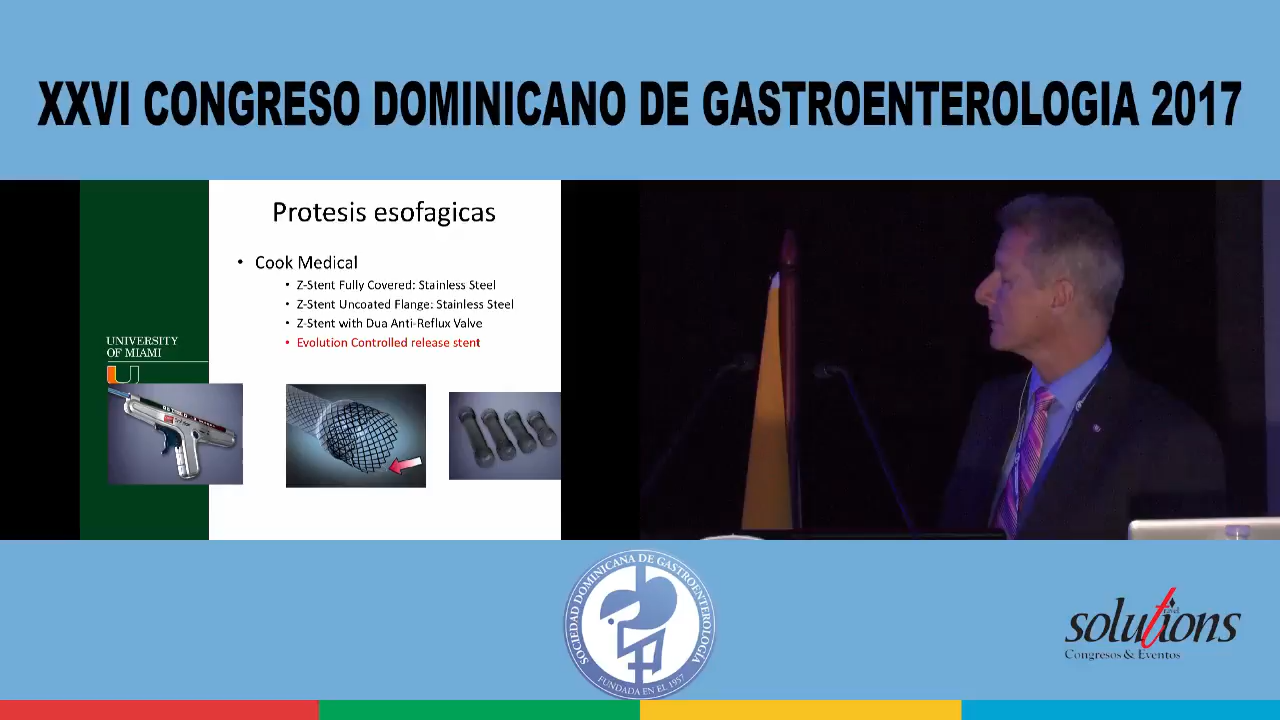 XXVI CONGRESO DOMINICANO DE GASTROENTEROLOGIA 2017
Protesis esofagicas
• Cook Medical
• Z-Stent Fully Covered: Stainless Steel
• Z-Stent Uncoated Flange: Stainless Steel
• Z-Stent with Dua Anti-Reflux Valve
• Evolution Controlled release stent
UNIVERSITY
OF MIAMI
U
SOCIEDAD DOMINICANA DE GASTROENTEROLOGÍA
FUNDADA EN EL 1957
solutions
travel
Congresos & Eventos